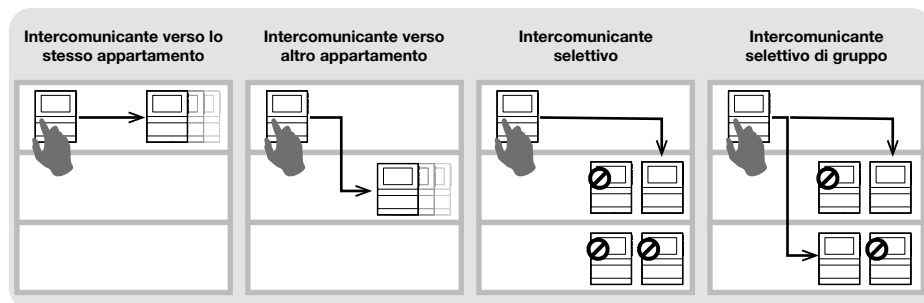 Intercomunicante verso lo
stesso appartamento
Intercomunicante verso
altro appartamento
Intercomunicante
selettivo
Intercomunicante
selettivo di gruppo